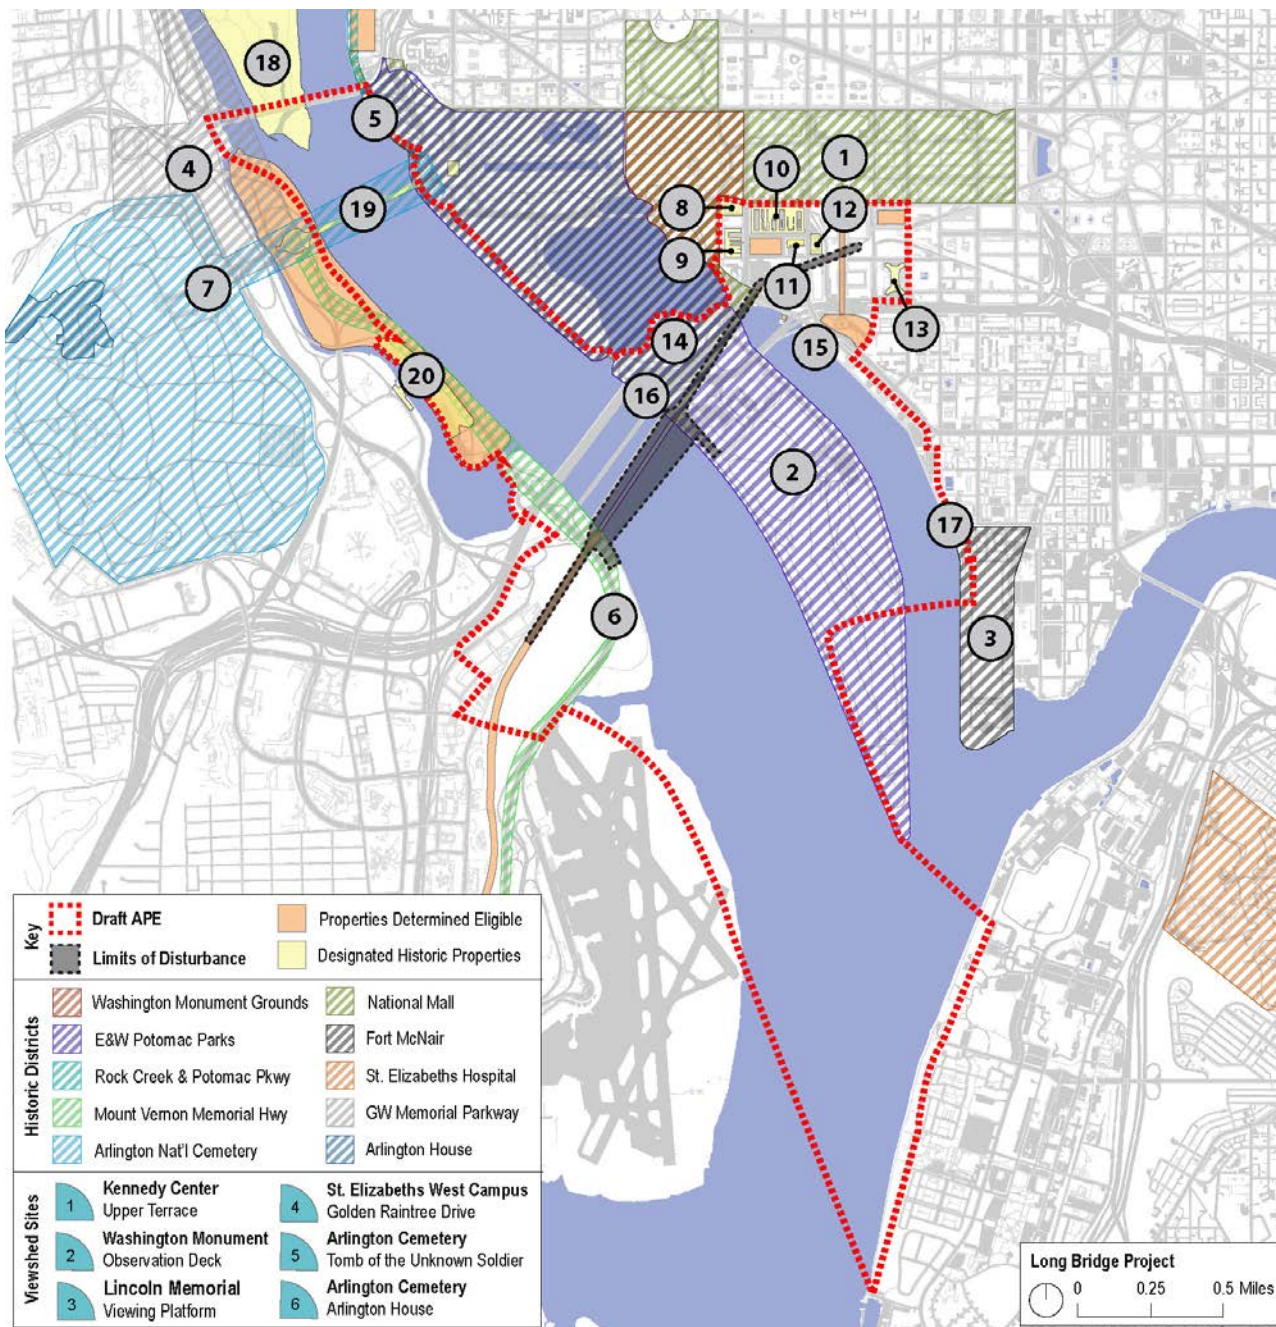 18
5
4
19
7
10
1
8
12
9
11
13
14
15
20
16
2
17
6
3
Key
Draft APE
Properties Determined Eligible
Limits of Disturbance
Designated Historic Properties
Historic Districts
Washington Monument Grounds
National Mall
E&W Potomac Parks
Fort McNair
Rock Creek & Potomac Pkwy
St. Elizabeths Hospital
Mount Vernon Memorial Hwy
GW Memorial Parkway
Arlington Nat'l Cemetery
Arlington House
Viewshed Sites
1
Kennedy Center
Upper Terrace
4
St. Elizabeths West Campus
Golden Raintree Drive
2
Washington Monument
Observation Deck
5
Arlington Cemetery
Tomb of the Unknown Soldier
3
Lincoln Memorial
Viewing Platform
6
Arlington Cemetery
Arlington House
Long Bridge Project
0 0.25 0.5 Miles